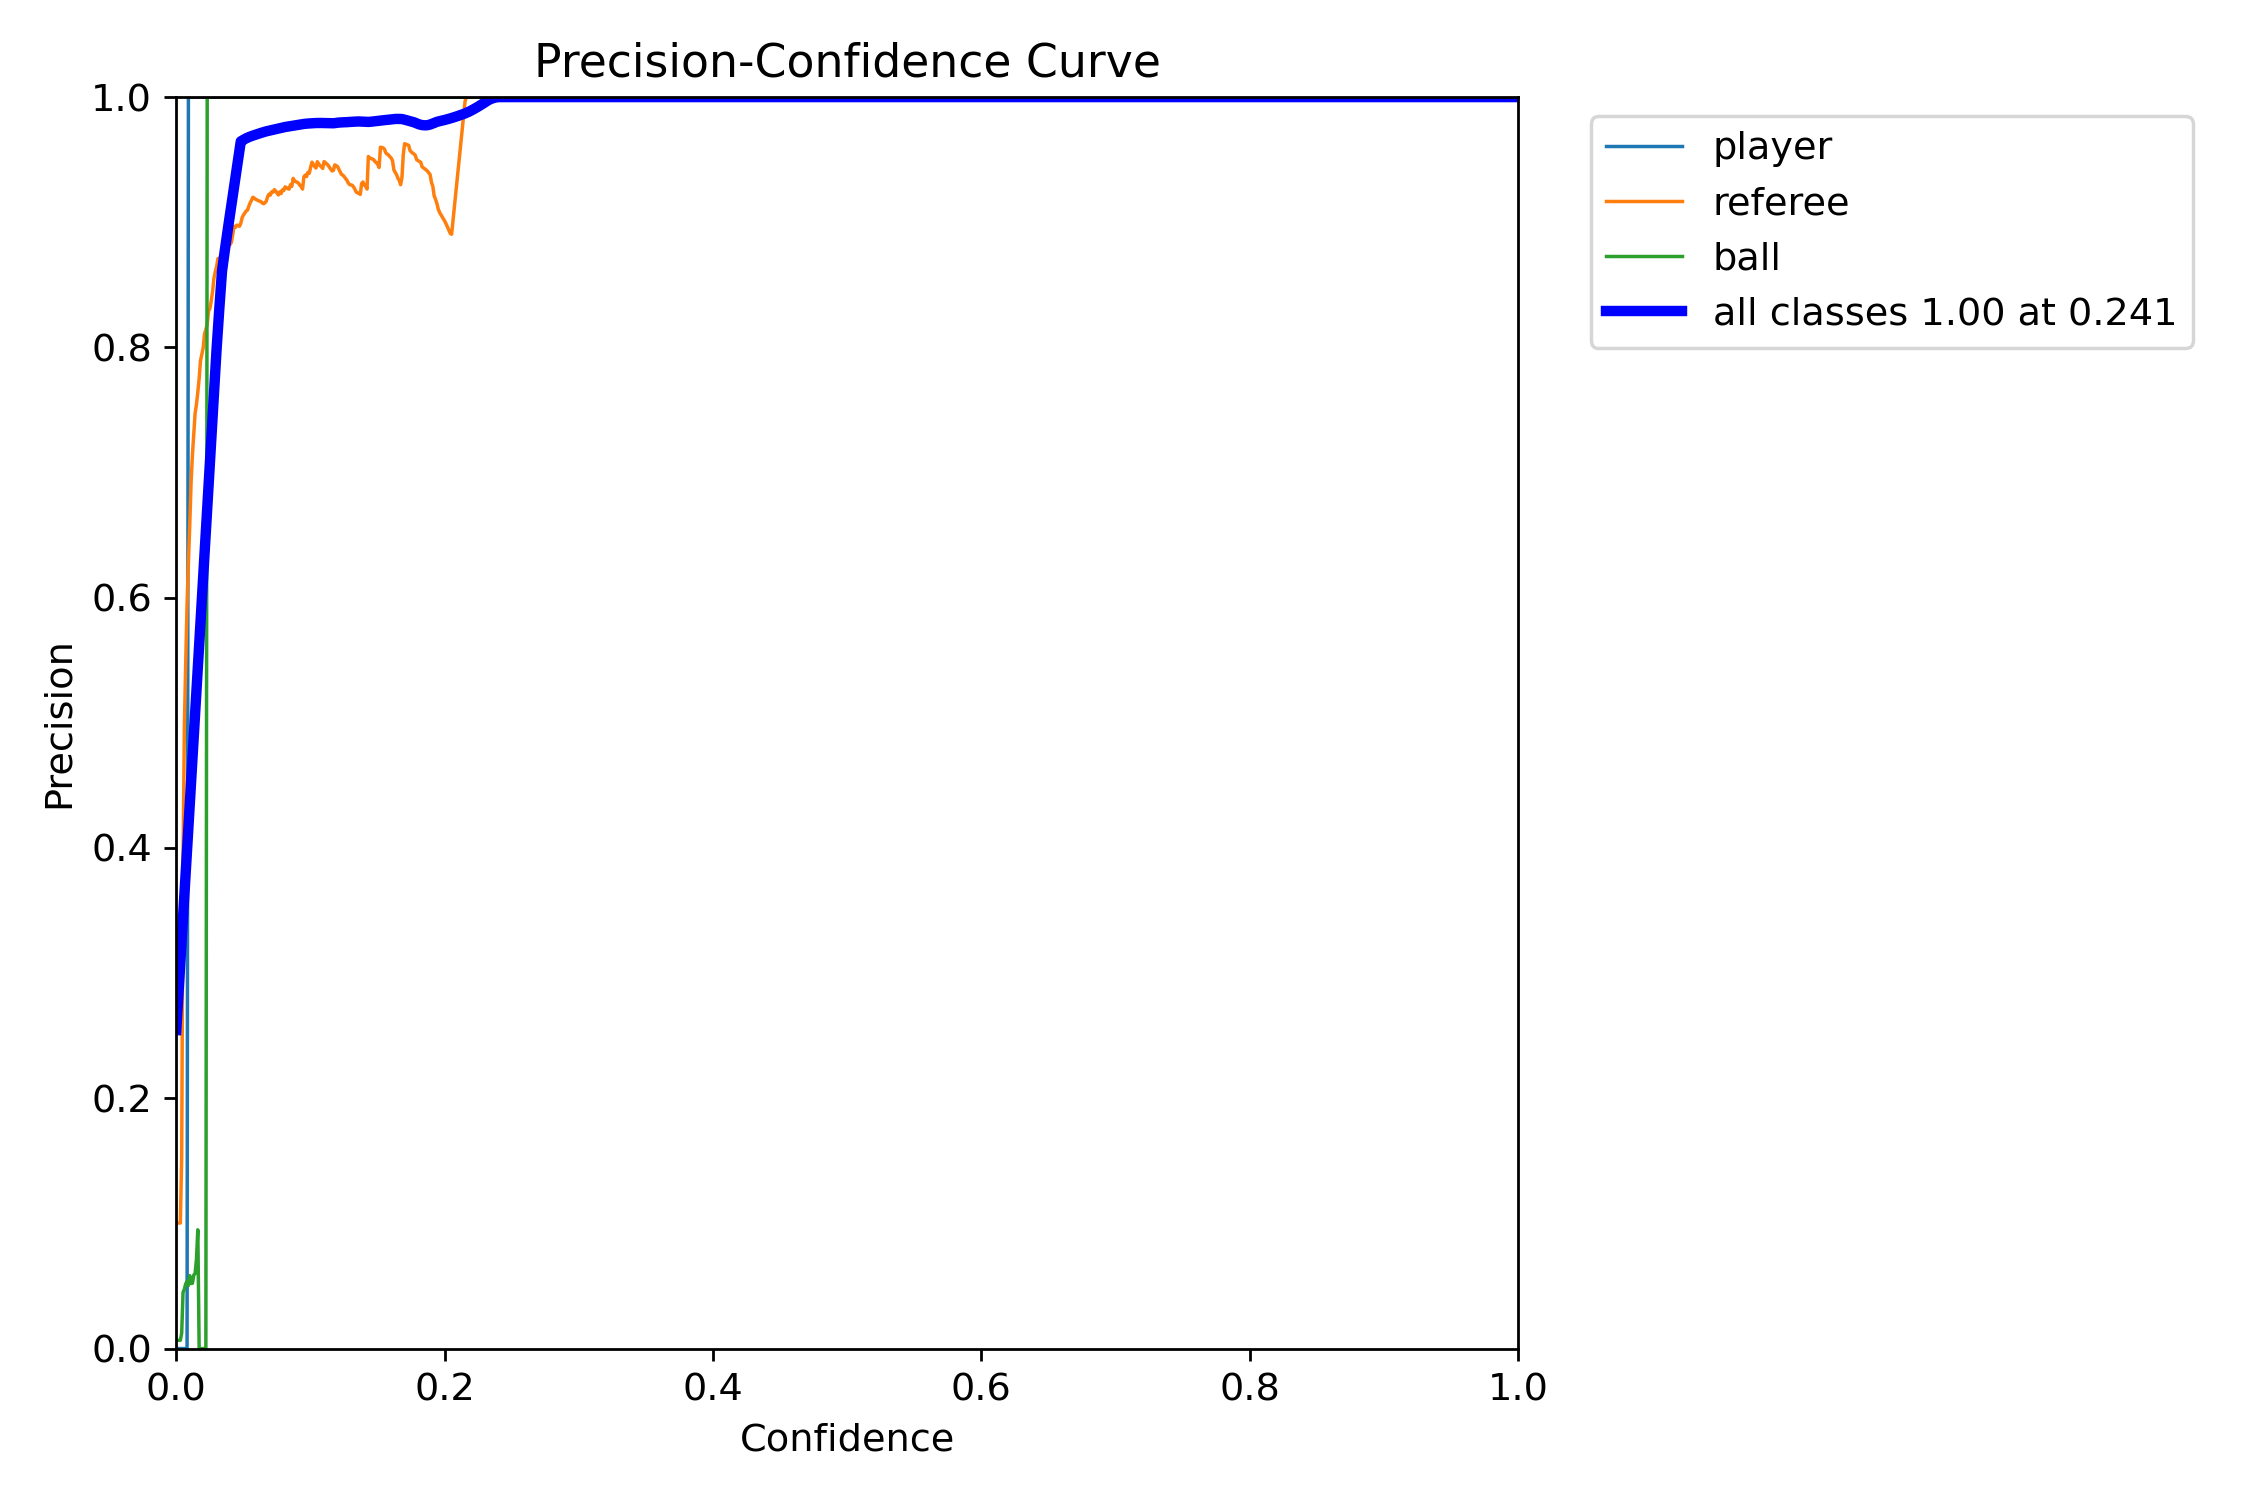 Precision-Confidence Curve
1.0
0.8
0.6
0.4
0.2
0.0
Precision
0.0 0.2 0.4 0.6 0.8 1.0
Confidence
player
referee
ball
all classes 1.00 at 0.241